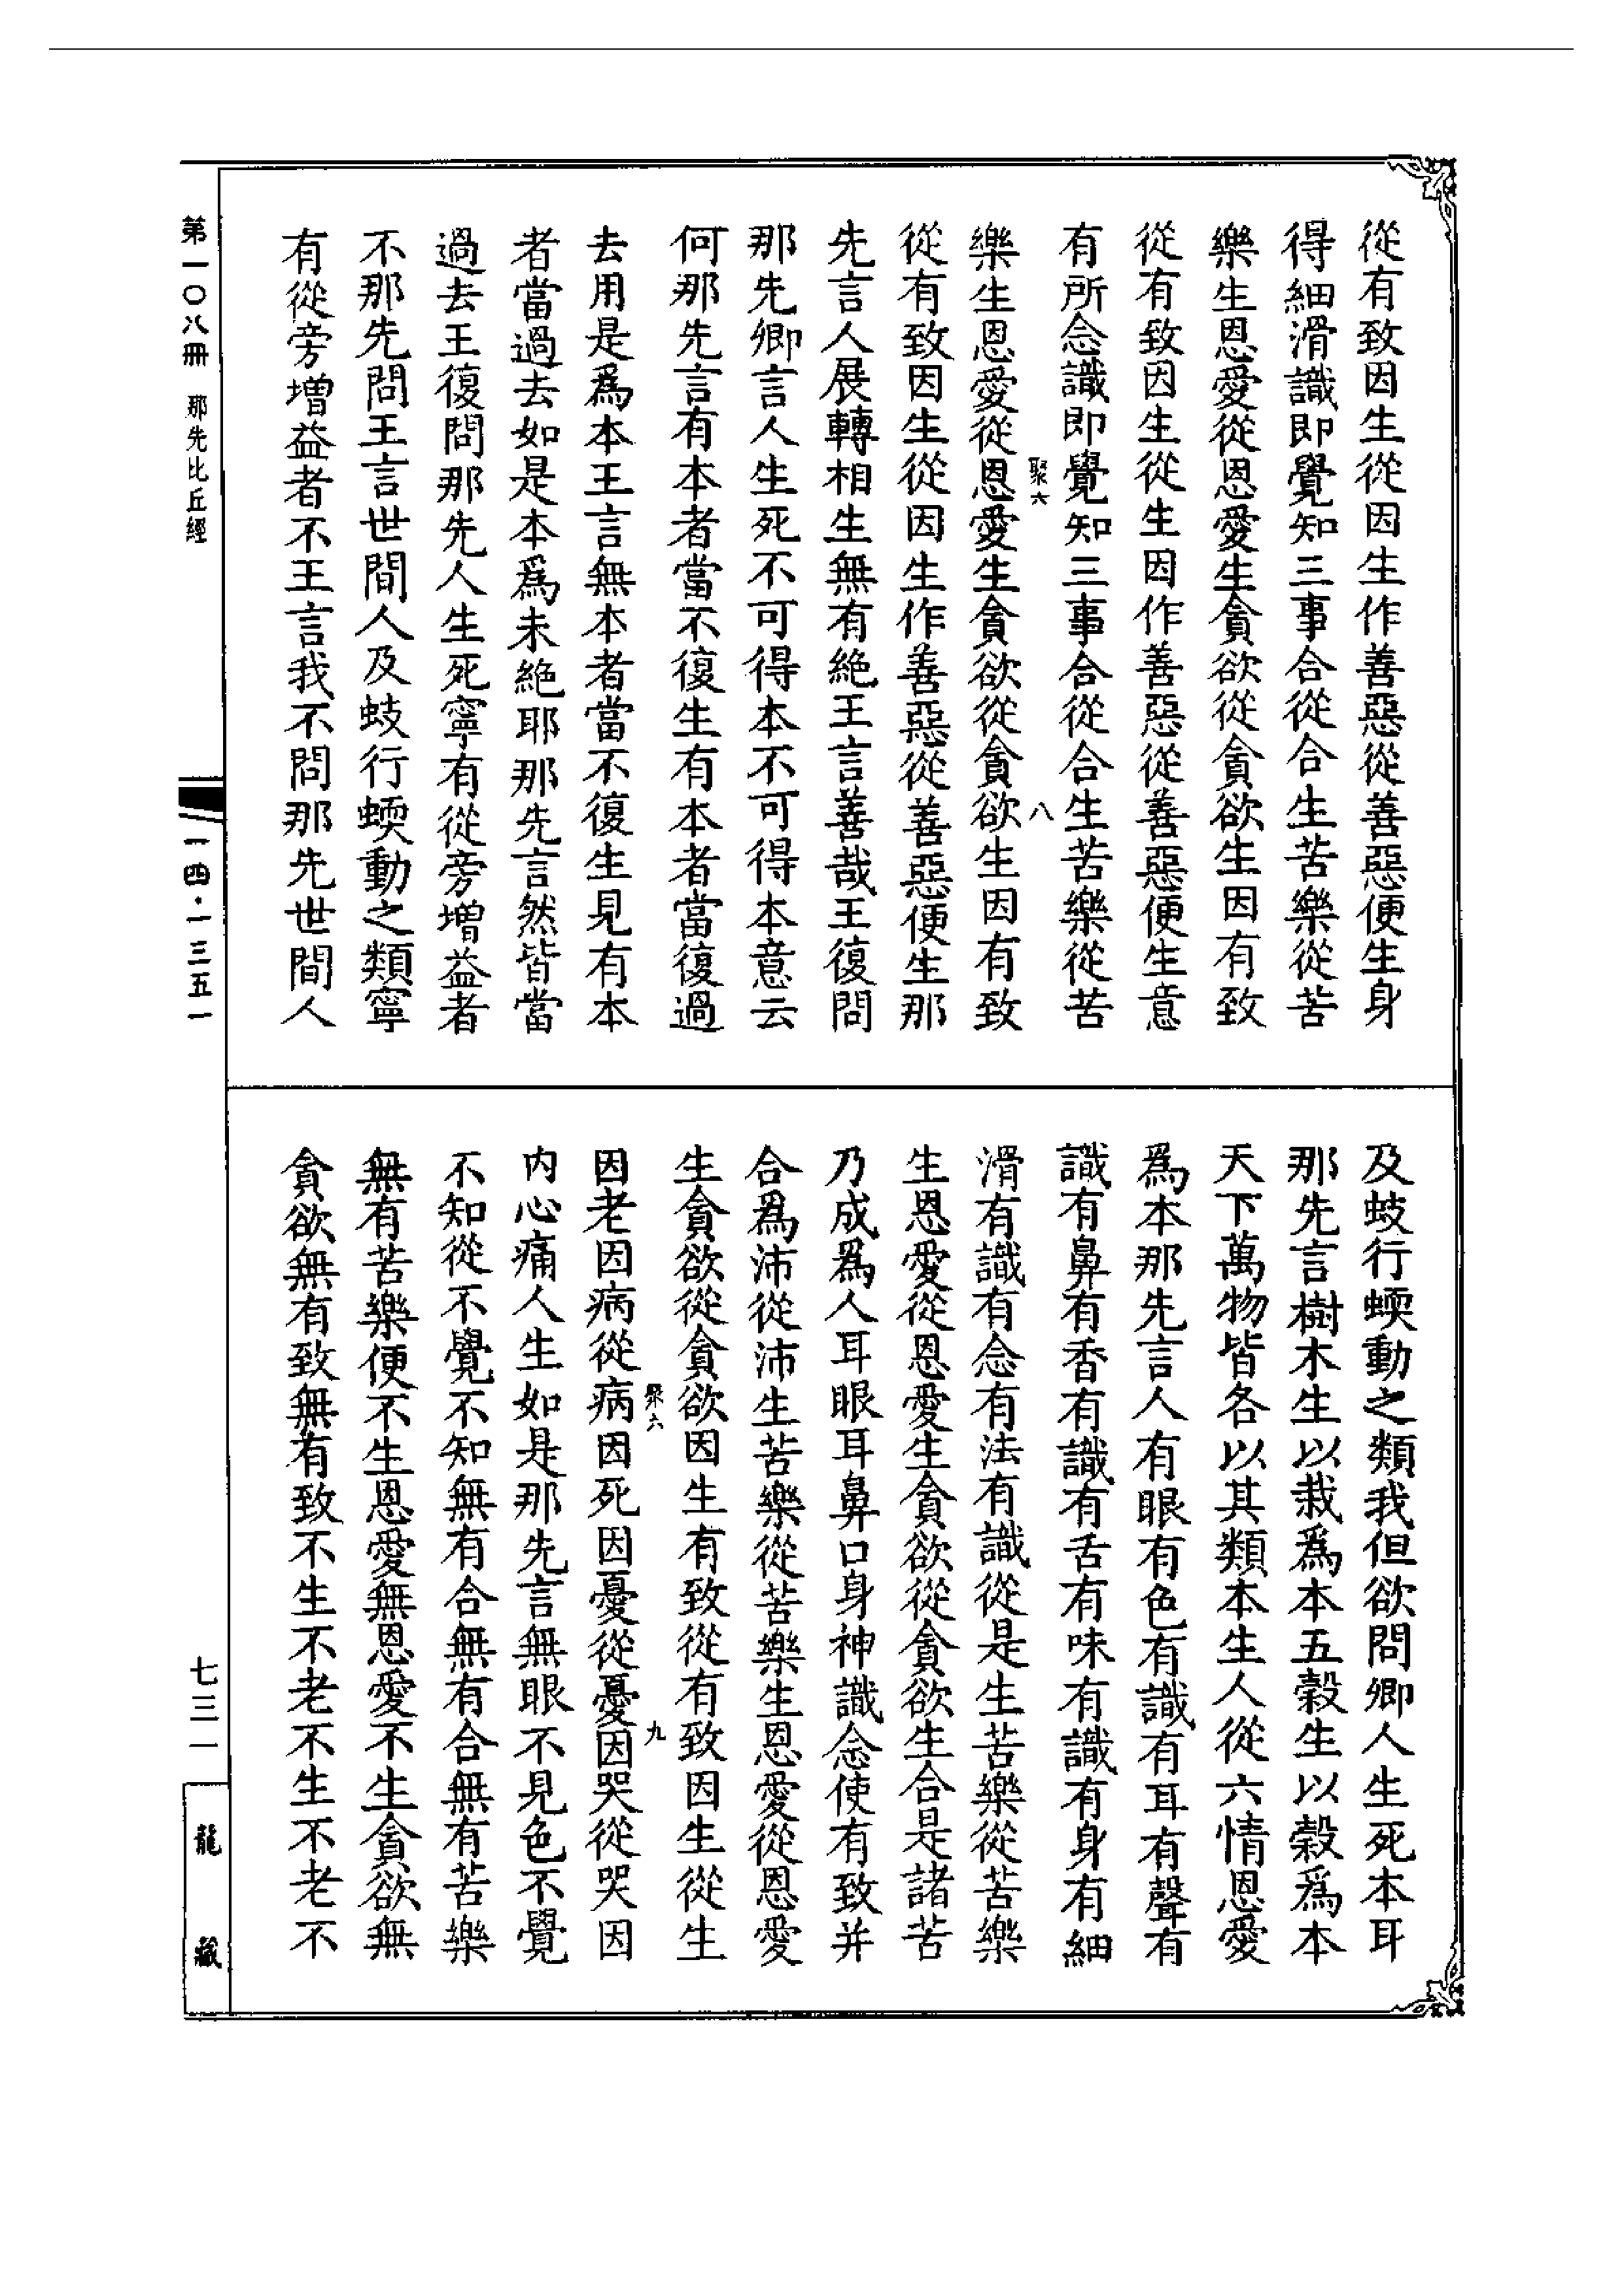 從有致因生從因生作善惡從善惡便生身
得細滑識即覺知三事合從合生苦樂從苦
樂生恩愛從恩愛生貪欲從貪欲生因有致
從有致因生從生因作善惡從善惡便生意
有所念識即覺知三事合從合生苦樂從苦
聚六 八
樂生恩愛從恩愛生貪欲從貪欲生因有致
從有致因生從因生作善惡從善惡便生那
先言人展轉相生無有絶王言善哉王復問
那先卿言人生死不可得本不可得本意云
何那先言有本者當不復生有本者當復過
去用是爲本王言無本者當不復生見有本
者當過去如是本爲未絶耶那先言然皆當
過去王復問那先人生死寧有從旁增益者
不那先問王言世間人及蚑行蝡動之類寧
有從旁增益者不王言我不問那先世間人
及蚑行蝡動之類我但欲問卿人生死本耳
那先言樹木生以栽爲本五穀生以穀爲本
天下萬物皆各以其類本生人從六情恩愛
爲本那先言人有眼有色有識有耳有聲有
識有鼻有香有識有舌有味有識有身有細
滑有識有念有法有識從是生苦樂從苦樂
生恩愛從恩愛生貪欲從貪欲生合是諸苦
乃成爲人耳眼耳鼻口身神識念使有致并
合爲沛從沛生苦樂從苦樂生恩愛從恩愛
生貪欲從貪欲因生有致從有致因生從生
聚六 九
因老因病從病因死因憂從憂因哭從哭因
内心痛人生如是那先言無眼不見色不覺
不知從不覺不知無有合無有合無有苦樂
無有苦樂便不生恩愛無恩愛不生貪欲無
貪欲無有致無有致不生不老不生不老不
第一〇八冊 那先比丘經
一四·一三五一
七三一
龍藏